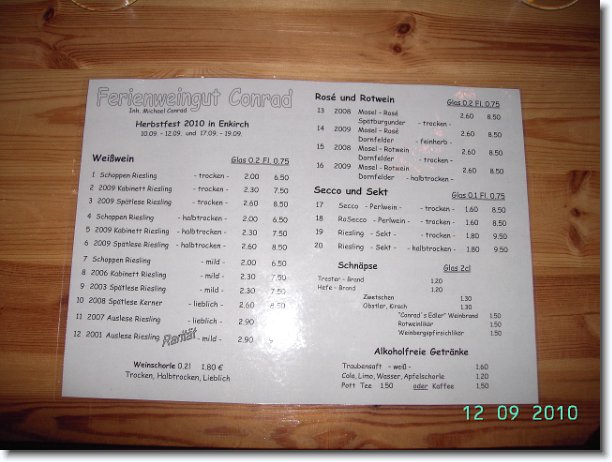 Ferienweingut Conrad
Inh. Michael Conrad
Herbstfest 2010 in Enkirch
10.09. - 12.09. und 17.09. - 19.09.
Weißwein Glas 0.2 Fl. 0.75
1 Schoppen Riesling - trocken - 2.00 6.50
2 2009 Kabinett Riesling - trocken - 2.30 7.50
3 2009 Spätlese Riesling - trocken - 2.60 8.50
4 Schoppen Riesling - halbtrocken - 2.00 6.50
5 2009 Kabinett Riesling - halbtrocken - 2.30 7.50
6 2009 Spätlese Riesling - halbtrocken - 2.60 8.50
7 Schoppen Riesling - mild - 2.00 6.50
8 2006 Kabinett Riesling - mild - 2.30 7.50
9 2003 Spätlese Riesling - mild - 2.50
10 2008 Spätlese Kerner - lieblich - 2.60
11 2007 Auslese Riesling - lieblich - 2.90
12 2001 Auslese Riesling Rarität - mild - 2.90
Weinschorle 0,2l 1.80 €
Trocken, Halbtrocken, Lieblich
Rosé und Rotwein Glas 0.2 Fl. 0.75
13 2008 Mosel - Rosé
Spätburgunder - trocken - 2.60 8.50
14 2009 Mosel - Rosé
Dornfelder - feinherb - 2.60 8.50
15 2008 Mosel - Rotwein
Dornfelder - trocken - 2.60 8.50
16 2009 Mosel - Rotwein
Dornfelder - halbtrocken - 2.60 8.50
Secco und Sekt Glas 0.1 Fl. 0.75
17 Secco - Perlwein - - trocken - 1.60 8.50
18 RoSecco - Perlwein - - trocken - 1.60 8.50
19 Riesling - Sekt - - trocken - 1.80 9.50
20 Riesling - Sekt - - halbtrocken - 1.80 9.50
Schnäpse Glas 2cl
Trester - Brand 1.20
Hefe - Brand 1.20
Zwetschen 1.30
Obstler, Kirsch 1.30
"Conrad´s Edler" Weinbrand 1.50
Rotweinlikör 1.50
Weinbergspfirsichlikör 1.50
Alkoholfreie Getränke
Traubensaft - weiß - 1.60
Cola, Limo, Wasser, Apfelschorle 1.20
Pott Tee 1.50 oder Kaffee 1.50
12 09 2010